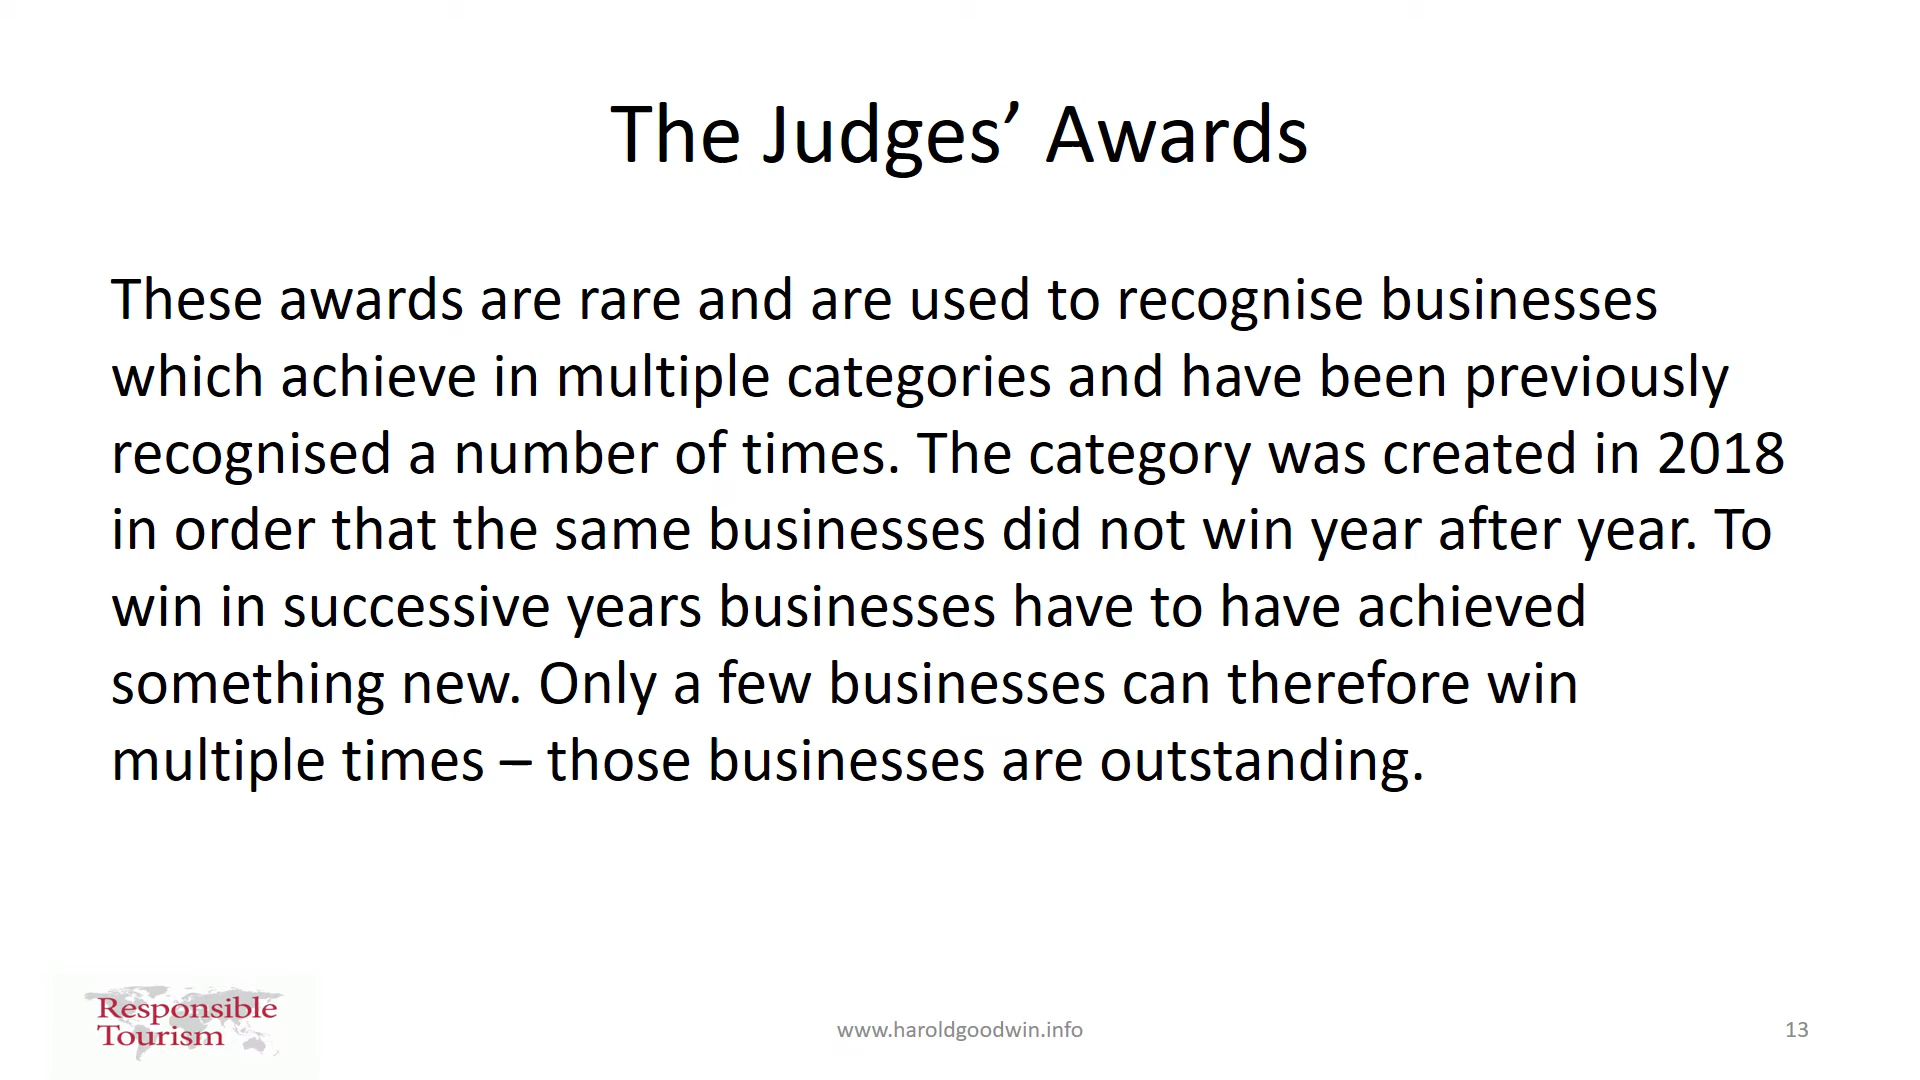 The Judges’ Awards
These awards are rare and are used to recognise businesses
which achieve in multiple categories and have been previously
recognised a number of times. The category was created in 2018
in order that the same businesses did not win year after year. To
win in successive years businesses have to have achieved
something new. Only a few businesses can therefore win
multiple times – those businesses are outstanding.
Responsible
Tourism
www.haroldgoodwin.info
13